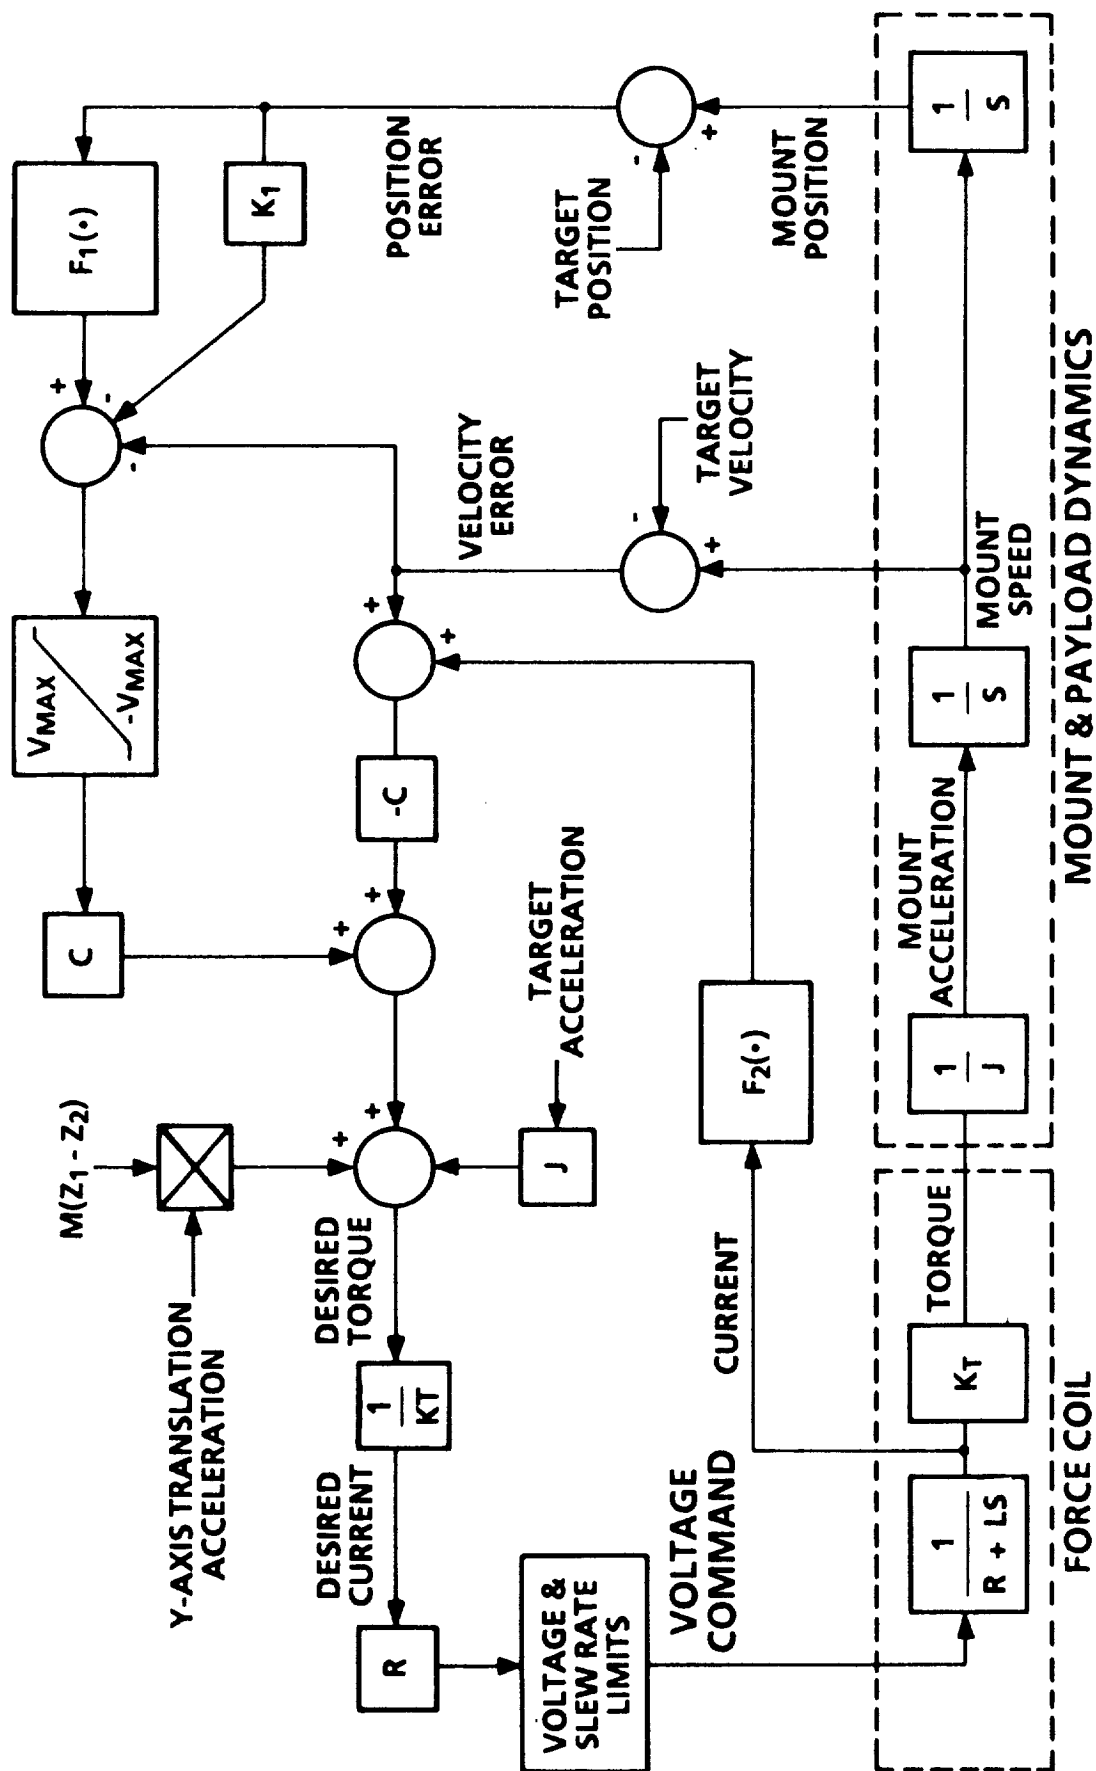 Y-AXIS TRANSLATION
ACCELERATION
M(Z1 − Z2)
C
VMAX
-VMAX
F1(•)
+
-
-
K1
DESIRED
CURRENT
DESIRED
TORQUE
R
1
KT
+
+
+
+
-C
+
+
VELOCITY
ERROR
POSITION
ERROR
J
TARGET
ACCELERATION
VOLTAGE &
SLEW RATE
LIMITS
TARGET
POSITION
-
+
VOLTAGE
COMMAND
CURRENT
F2(•)
-
+
TARGET
VELOCITY
MOUNT
POSITION
1
R + LS
KT
TORQUE
1
J
MOUNT
ACCELERATION
1
S
MOUNT
SPEED
1
S
FORCE COIL
MOUNT & PAYLOAD DYNAMICS